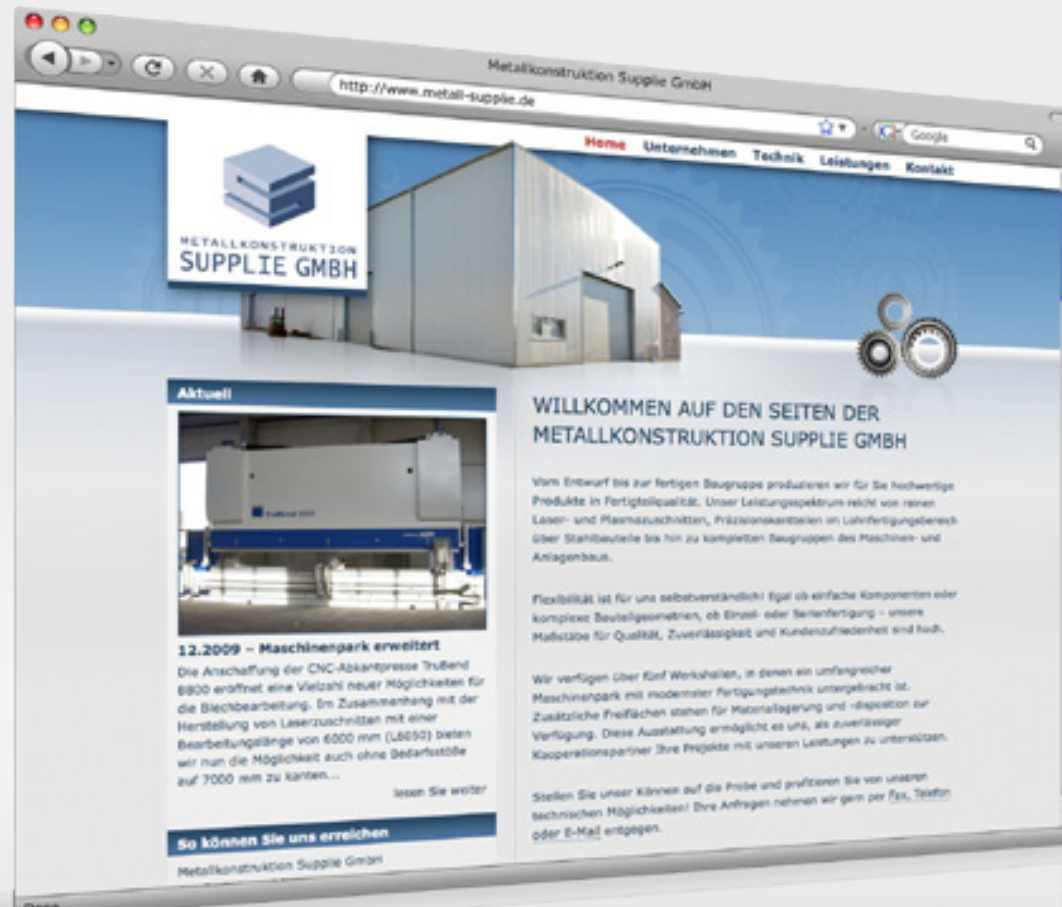 Metallkonstruktion Supplie GmbH
http://www.metall-supplie.de
Google
Home Unternehmen Technik Leistungen Kontakt
METALLKONSTRUKTION
SUPPLIE GMBH
Aktuell
TruBend
12.2009 – Maschinenpark erweitert
Die Anschaffung der CNC-Abkantpresse TruBend
6800 eröffnet eine Vielzahl neuer Möglichkeiten für
die Blechbearbeitung. Im Zusammenhang mit der
Herstellung von Laserzuschnitten mit einer
Bearbeitungslänge von 6000 mm (L6050) bieten
wir nun die Möglichkeit auch ohne Bedarfsstöße
auf 7000 mm zu kanten...
lesen Sie weiter
So können Sie uns erreichen
Metallkonstruktion Supplie GmbH
WILLKOMMEN AUF DEN SEITEN DER
METALLKONSTRUKTION SUPPLIE GMBH
Vom Entwurf bis zur fertigen Baugruppe produzieren wir für Sie hochwertige
Produkte in Fertigteilqualität. Unser Leistungsspektrum reicht von reinen
Laser- und Plasmazuschnitten, Präzisionskantteilen im Lohnfertigungsbereich
über Stahlbauteile bis hin zu kompletten Baugruppen des Maschinen- und
Anlagenbaus.
Flexibilität ist für uns selbstverständlich! Egal ob einfache Komponenten oder
komplexe Bauteilgeometrien, ob Einzel- oder Serienfertigung – unsere
Maßstäbe für Qualität, Zuverlässigkeit und Kundenzufriedenheit sind hoch.
Wir verfügen über fünf Werkshallen, in denen ein umfangreicher
Maschinenpark mit modernster Fertigungstechnik untergebracht ist.
Zusätzliche Freiflächen stehen für Materiallagerung und -disposition zur
Verfügung. Diese Ausstattung ermöglicht es uns, als zuverlässiger
Kooperationspartner Ihre Projekte mit unseren Leistungen zu unterstützen.
Stellen Sie unser Können auf die Probe und profitieren Sie von unseren
technischen Möglichkeiten! Ihre Anfragen nehmen wir gern per Fax, Telefon
oder E-Mail entgegen.